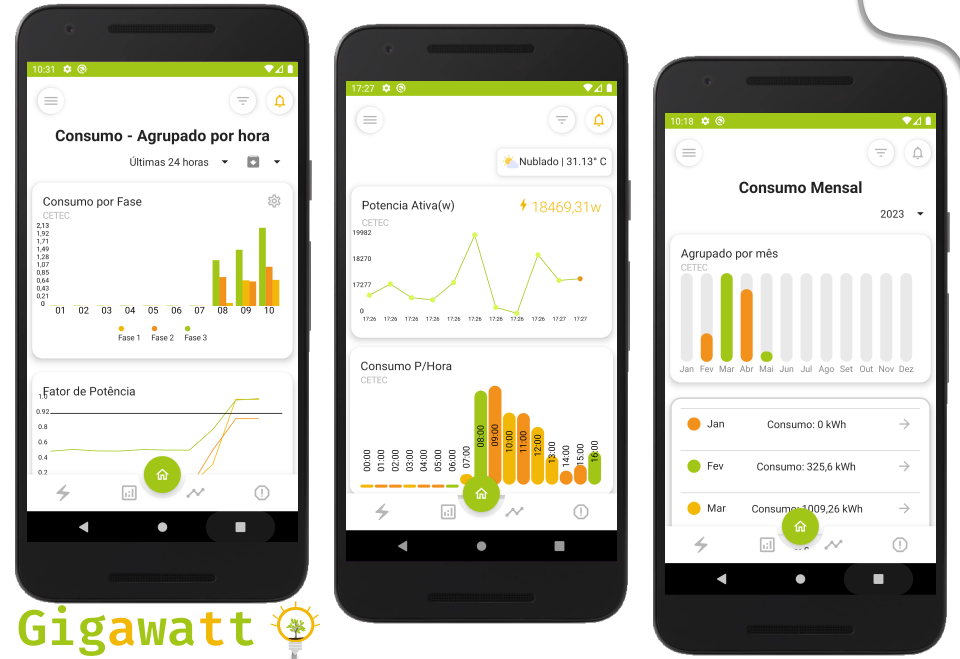 10:31
Consumo - Agrupado por hora
Últimas 24 horas
Consumo por Fase
CETEC
2,13
1,92
1,71
1,49
1,28
1,07
0,85
0,64
0,43
0,21
0
01 02 03 04 05 06 07 08 09 10
Fase 1 Fase 2 Fase 3
Fator de Potência
1.0
0.92
0.8
0.6
0.4
0.2
17:27
Nublado | 31.13° C
Potencia Ativa(w)
18469,31w
CETEC
19982
18270
17277
0
17:26 17:26 17:26 17:26 17:26 17:26 17:26 17:26 17:26 17:27 17:27
Consumo P/Hora
CETEC
00:00 01:00 02:00 03:00 04:00 05:00 06:00 07:00 08:00 09:00 10:00 11:00 12:00 13:00 14:00 15:00 16:00
10:18
Consumo Mensal
2023
Agrupado por mês
CETEC
Jan Fev Mar Abr Mai Jun Jul Ago Set Out Nov Dez
Jan Consumo: 0 kWh
Fev Consumo: 325,6 kWh
Mar Consumo: 1009,26 kWh
Gigawatt